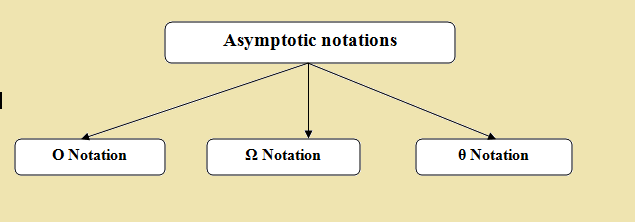 Asymptotic notations
O Notation
Ω Notation
θ Notation